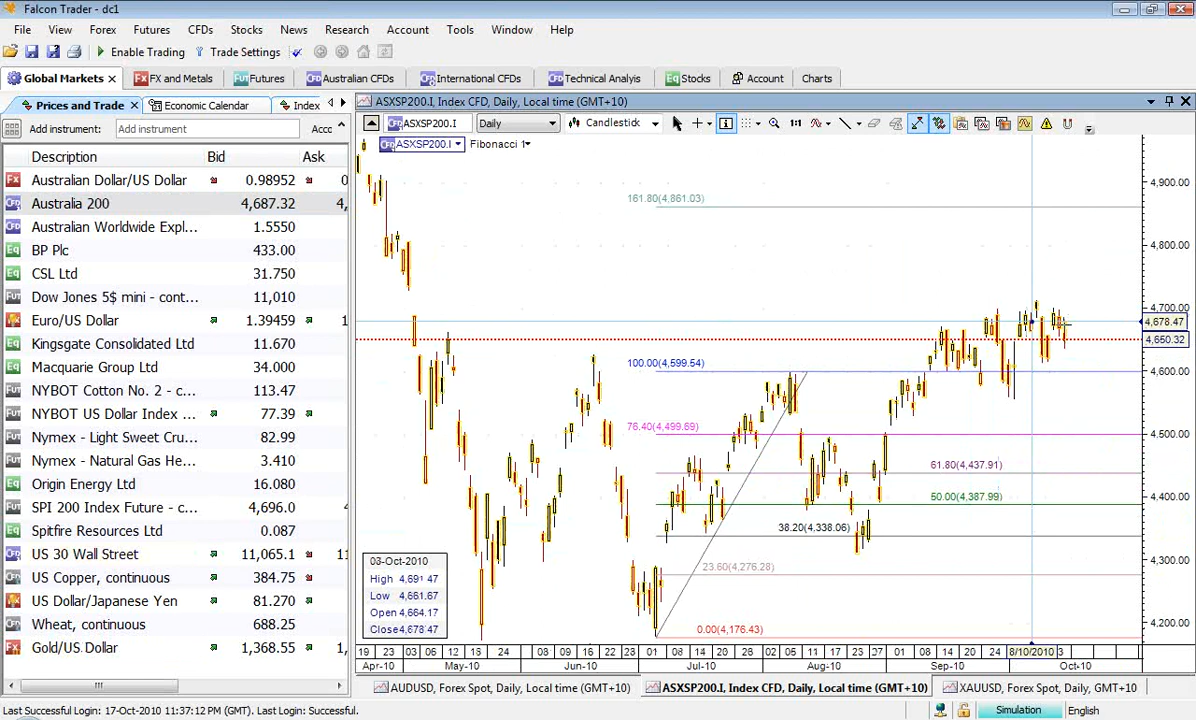 Falcon Trader - dc1
File View Forex Futures CFDs Stocks News Research Account Tools Window Help
Enable Trading Trade Settings
Global Markets FX and Metals Futures Australian CFDs International CFDs Technical Analyis Stocks Account Charts
Prices and Trade Economic Calendar Index
ASXSP200.I, Index CFD, Daily, Local time (GMT+10)
Add instrument: Add instrument Acco
ASXSP200.I Daily Candlestick 1:1
ASXSP200.I Fibonacci 1
Description Bid Ask
Australian Dollar/US Dollar 0.98952 0
Australia 200 4,687.32 4,
Australian Worldwide Expl... 1.5550
BP Plc 433.00
CSL Ltd 31.750
Dow Jones 5$ mini - cont... 11,010
Euro/US Dollar 1.39459 1
Kingsgate Consolidated Ltd 11.670
Macquarie Group Ltd 34.000
NYBOT Cotton No. 2 - c... 113.47
NYBOT US Dollar Index ... 77.39
Nymex - Light Sweet Cru... 82.99
Nymex - Natural Gas He... 3.410
Origin Energy Ltd 16.080
SPI 200 Index Future - c... 4,696.0
Spitfire Resources Ltd 0.087
US 30 Wall Street 11,065.1 11
US Copper, continuous 384.75
US Dollar/Japanese Yen 81.270
Wheat, continuous 688.25
Gold/US Dollar 1,368.55
161.80(4,861.03)
100.00(4,599.54)
76.40(4,499.69)
61.80(4,437.91)
50.00(4,387.99)
38.20(4,338.06)
23.60(4,276.28)
0.00(4,176.43)
4,900.00
4,800.00
4,700.00
4,678.47
4,650.32
4,600.00
4,500.00
4,400.00
4,300.00
4,200.00
High 4,691.47
Low 4,661.67
Open 4,664.17
Close 4,678.47
19 23 03 06 12 24 08 09 10 22 23 01 08 14 20 28 02 05 11 17 23 27 01 08 14 20 24 8/10/2010 3
Apr-10 May-10 Jun-10 Jul-10 Aug-10 Sep-10 Oct-10
AUDUSD, Forex Spot, Daily, Local time (GMT+10) ASXSP200.I, Index CFD, Daily, Local time (GMT+10) XAUUSD, Forex Spot, Daily, GMT+10
Last Successful Login: 17-Oct-2010 11:37:12 PM (GMT). Last Login: Successful. Simulation English